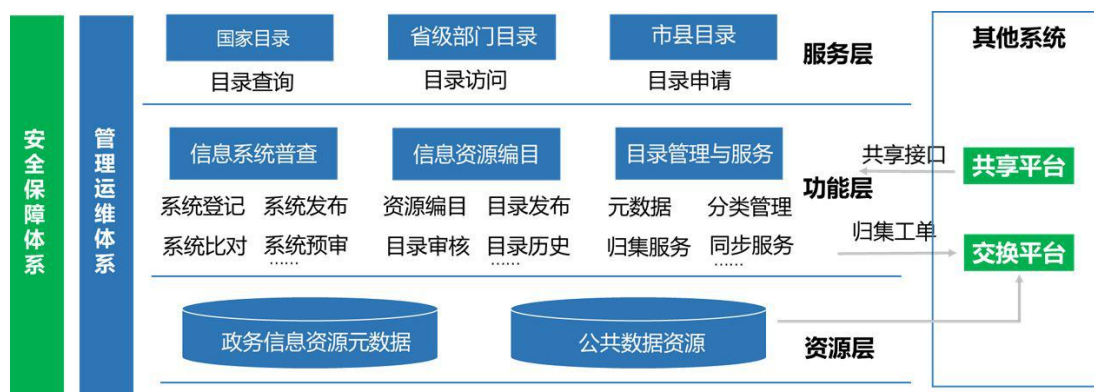 安全保障体系
管理运维体系
国家目录
省级部门目录
市县目录
目录查询
目录访问
目录申请
服务层
信息系统普查
信息资源编目
目录管理与服务
系统登记 系统发布
系统比对 系统预审
……
资源编目 目录发布
目录审核 目录历史
……
元数据 分类管理
归集服务 同步服务
……
功能层
政务信息资源元数据
公共数据资源
资源层
其他系统
共享接口
共享平台
归集工单
交换平台